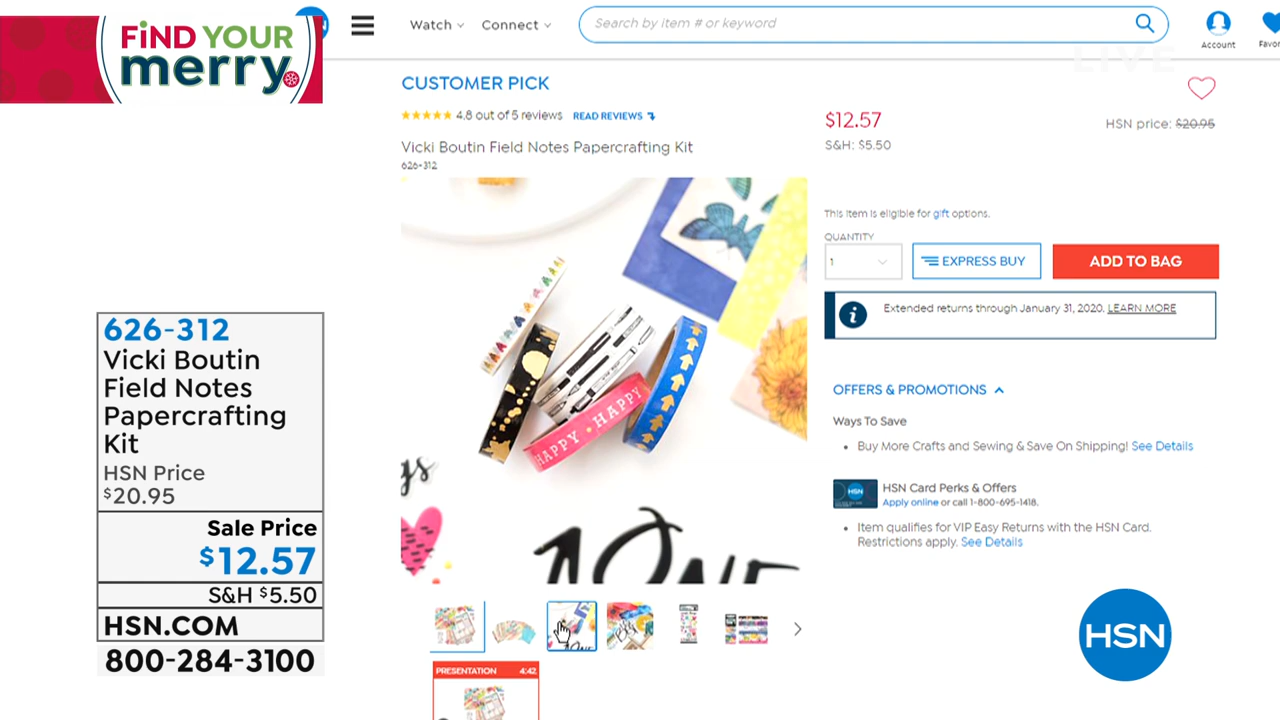 FiND YOUR
merry
626-312
Vicki Boutin
Field Notes
Papercrafting
Kit
HSN Price
$20.95
Sale Price
$12.57
S&H $5.50
HSN.COM
800-284-3100
Watch
Connect
Search by item # or keyword
Account
Favor
LIVE
CUSTOMER PICK
4.8 out of 5 reviews READ REVIEWS
Vicki Boutin Field Notes Papercrafting Kit
626-312
HAPPY HAPPY
PRESENTATION 4:42
$12.57
HSN price: $20.95
S&H: $5.50
This item is eligible for gift options.
QUANTITY
1
EXPRESS BUY
ADD TO BAG
Extended returns through January 31, 2020. LEARN MORE
OFFERS & PROMOTIONS
Ways To Save
Buy More Crafts and Sewing & Save On Shipping! See Details
HSN
HSN Card Perks & Offers
Apply online or call 1-800-695-1418.
Item qualifies for VIP Easy Returns with the HSN Card.
Restrictions apply. See Details
HSN